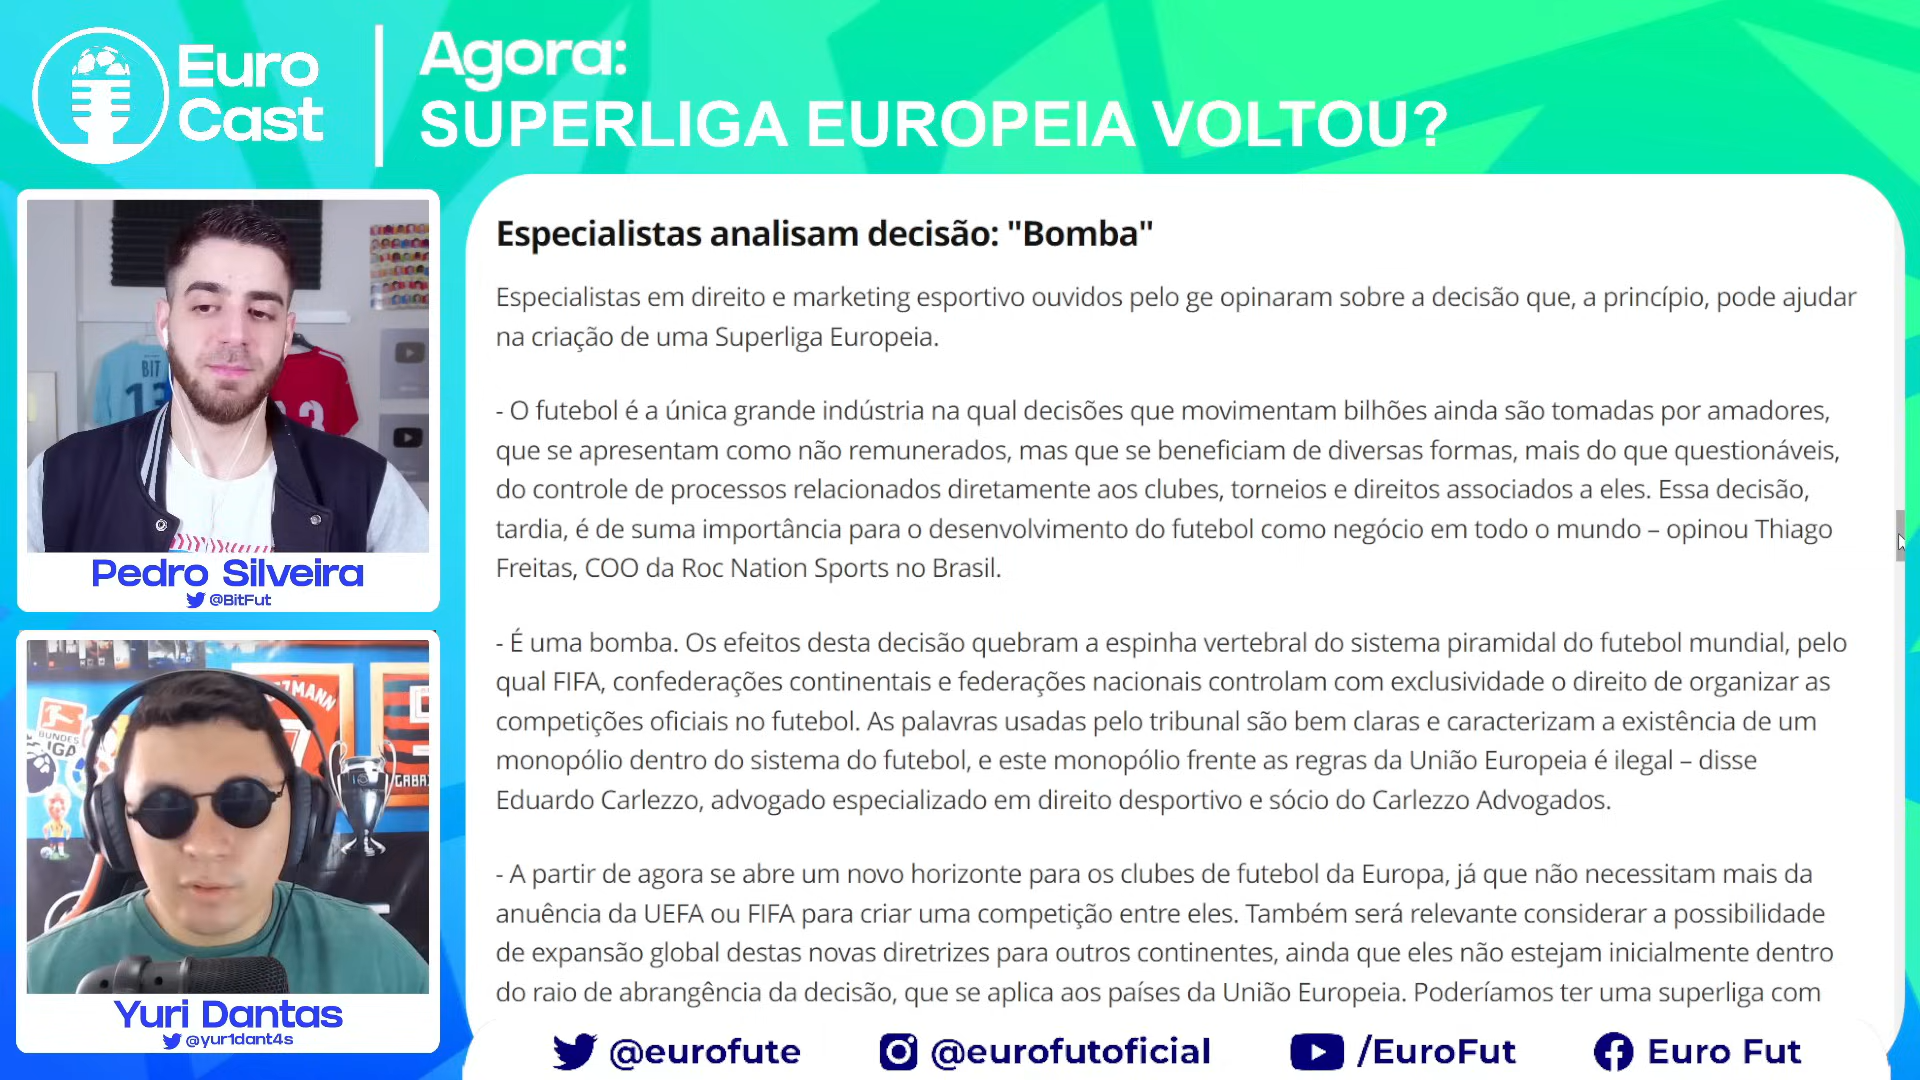 Euro
Cast
Agora:
SUPERLIGA EUROPEIA VOLTOU?
BIT
13
Pedro Silveira
@BitFut
BUNDES
LIGA
ZMANN
GABA
Yuri Dantas
@yur1dant4s
Especialistas analisam decisão: "Bomba"
Especialistas em direito e marketing esportivo ouvidos pelo ge opinaram sobre a decisão que, a princípio, pode ajudar
na criação de uma Superliga Europeia.
- O futebol é a única grande indústria na qual decisões que movimentam bilhões ainda são tomadas por amadores,
que se apresentam como não remunerados, mas que se beneficiam de diversas formas, mais do que questionáveis,
do controle de processos relacionados diretamente aos clubes, torneios e direitos associados a eles. Essa decisão,
tardia, é de suma importância para o desenvolvimento do futebol como negócio em todo o mundo – opinou Thiago
Freitas, COO da Roc Nation Sports no Brasil.
- É uma bomba. Os efeitos desta decisão quebram a espinha vertebral do sistema piramidal do futebol mundial, pelo
qual FIFA, confederações continentais e federações nacionais controlam com exclusividade o direito de organizar as
competições oficiais no futebol. As palavras usadas pelo tribunal são bem claras e caracterizam a existência de um
monopólio dentro do sistema do futebol, e este monopólio frente as regras da União Europeia é ilegal – disse
Eduardo Carlezzo, advogado especializado em direito desportivo e sócio do Carlezzo Advogados.
- A partir de agora se abre um novo horizonte para os clubes de futebol da Europa, já que não necessitam mais da
anuência da UEFA ou FIFA para criar uma competição entre eles. Também será relevante considerar a possibilidade
de expansão global destas novas diretrizes para outros continentes, ainda que eles não estejam inicialmente dentro
do raio de abrangência da decisão, que se aplica aos países da União Europeia. Poderíamos ter uma superliga com
@eurofute
@eurofutoficial
/EuroFut
Euro Fut